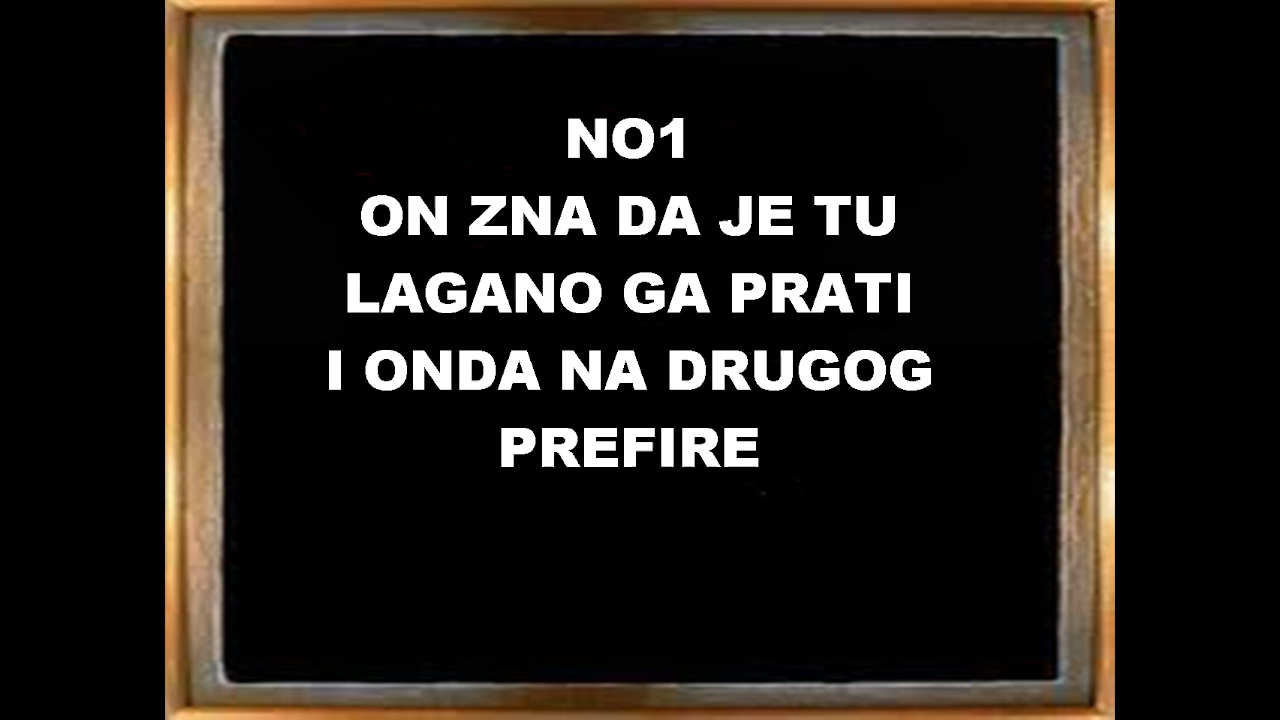 NO1
ON ZNA DA JE TU
LAGANO GA PRATI
I ONDA NA DRUGOG
PREFIRE